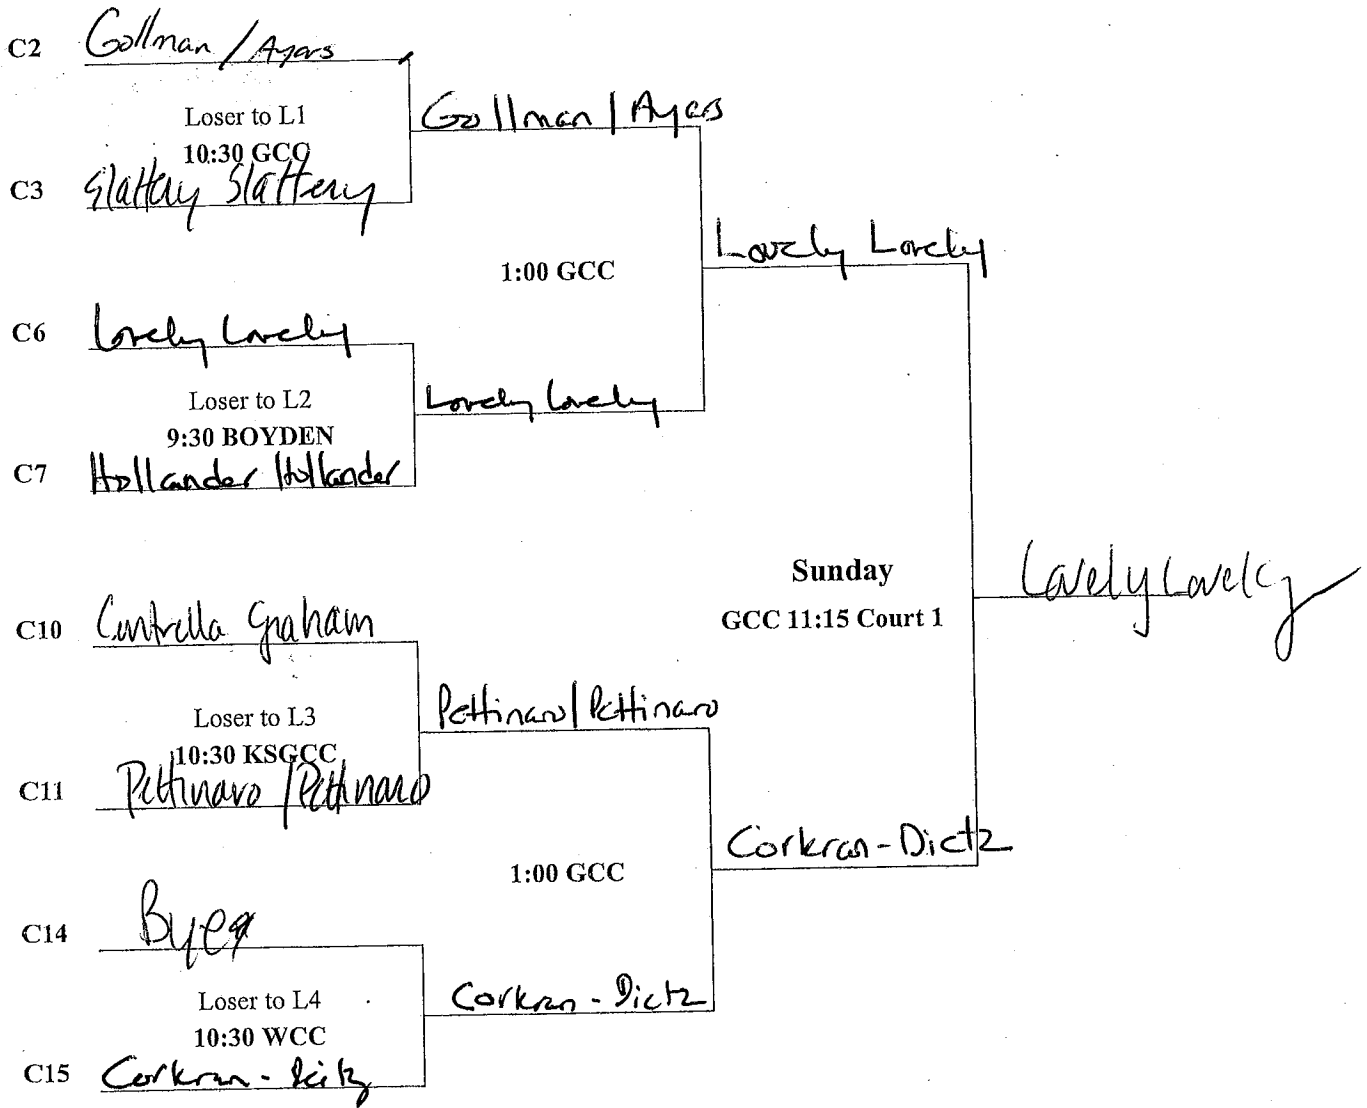 C2 Gollman / Ayars
Loser to L1
10:30 GCC
C3 Slattery Slattery
Gollman / Ayars
1:00 GCC
C6 Lovely Lovely
Loser to L2
9:30 BOYDEN
C7 Hollander Hollander
Lovely Lovely
Lovely Lovely
C10 Contrella Graham
Loser to L3
10:30 KSGCC
C11 Pettinaro / Pettinaro
Pettinaro / Pettinaro
1:00 GCC
C14 Bye
Loser to L4
10:30 WCC
C15 Corkran - Deitz
Corkran - Dietz
Corkran - Dietz
Sunday
GCC 11:15 Court 1
Lovely Lovely